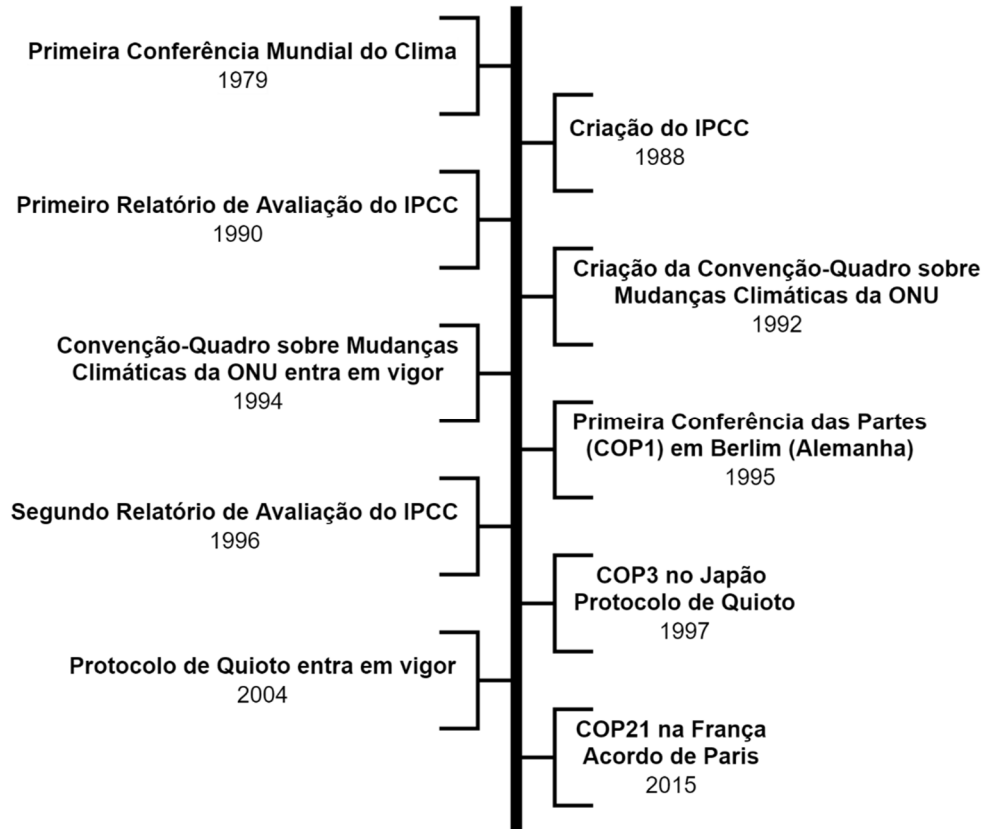 Primeira Conferência Mundial do Clima
1979
Criação do IPCC
1988
Primeiro Relatório de Avaliação do IPCC
1990
Criação da Convenção-Quadro sobre
Mudanças Climáticas da ONU
1992
Convenção-Quadro sobre Mudanças
Climáticas da ONU entra em vigor
1994
Primeira Conferência das Partes
(COP1) em Berlim (Alemanha)
1995
Segundo Relatório de Avaliação do IPCC
1996
COP3 no Japão
Protocolo de Quioto
1997
Protocolo de Quioto entra em vigor
2004
COP21 na França
Acordo de Paris
2015